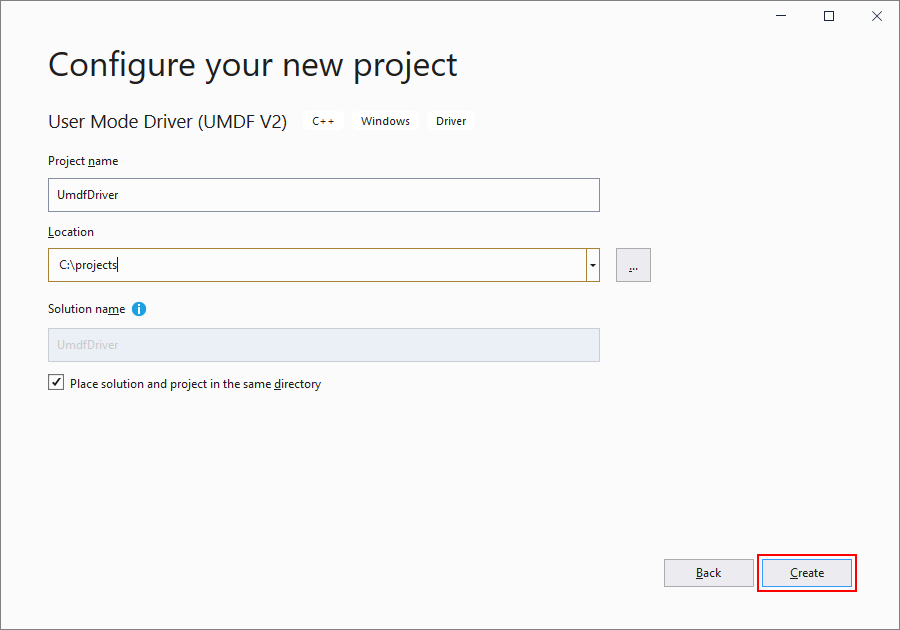 Configure your new project
User Mode Driver (UMDF V2) C++ Windows Driver
Project name
UmdfDriver
Location
C:\projects
...
Solution name
UmdfDriver
Place solution and project in the same directory
Back Create